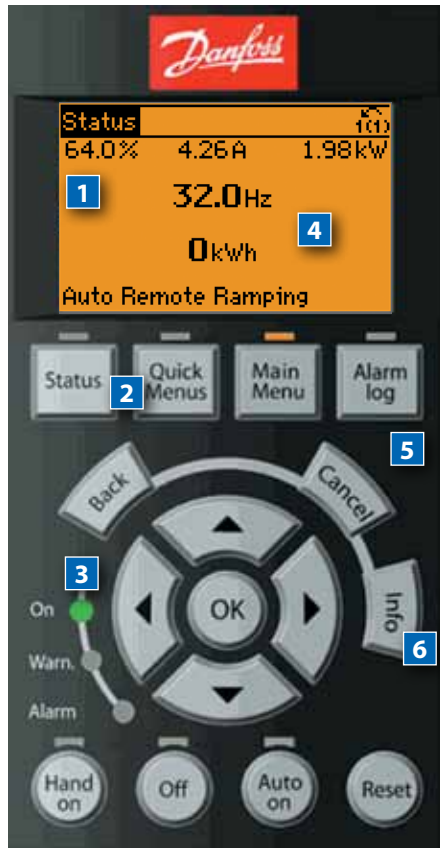 Danfoss
Status 1(1)
64.0% 4.26A 1.98kW
1
32.0Hz
4
0kWh
Auto Remote Ramping
Status
2
Quick Menus
Main Menu
Alarm log
5
Back
Cancel
3
On
OK
Info
6
Warn.
Alarm
Hand on
Off
Auto on
Reset